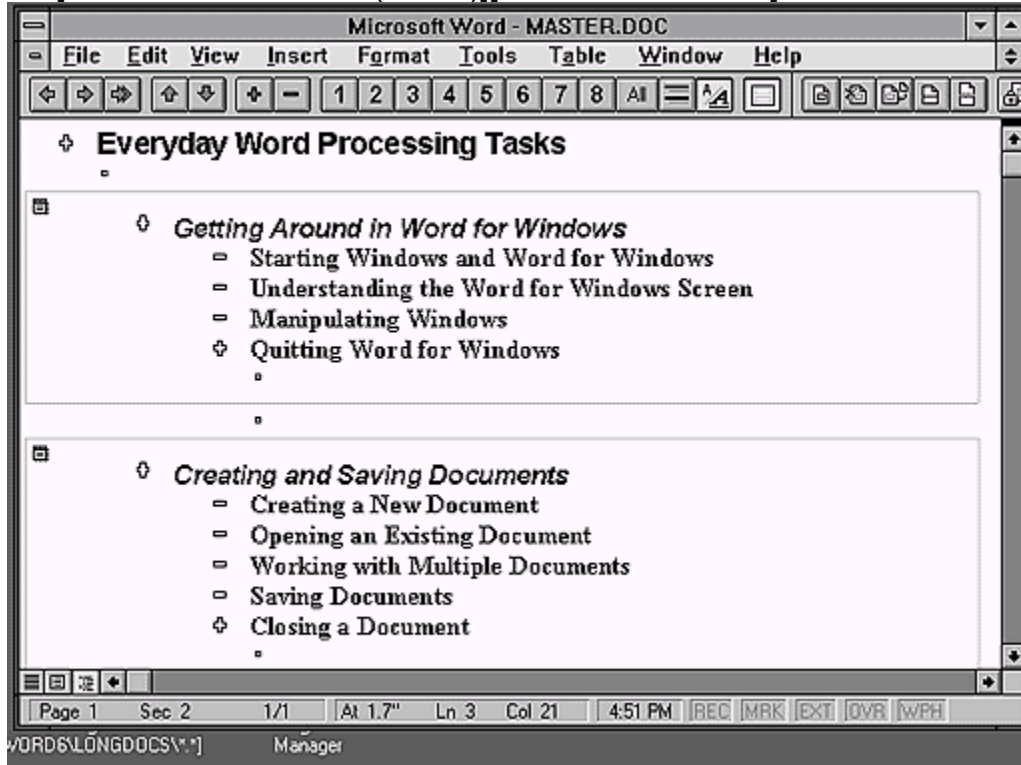 Microsoft Word - MASTER.DOC
File Edit View Insert Format Tools Table Window Help
1 2 3 4 5 6 7 8 All AA
Everyday Word Processing Tasks
Getting Around in Word for Windows
Starting Windows and Word for Windows
Understanding the Word for Windows Screen
Manipulating Windows
Quitting Word for Windows
Creating and Saving Documents
Creating a New Document
Opening an Existing Document
Working with Multiple Documents
Saving Documents
Closing a Document
Page 1 Sec 2 1/1 At 1.7" Ln 3 Col 21 4:51 PM REC MRK EXT OVR WPH
WORD6\LONGDOCS\*.*] Manager